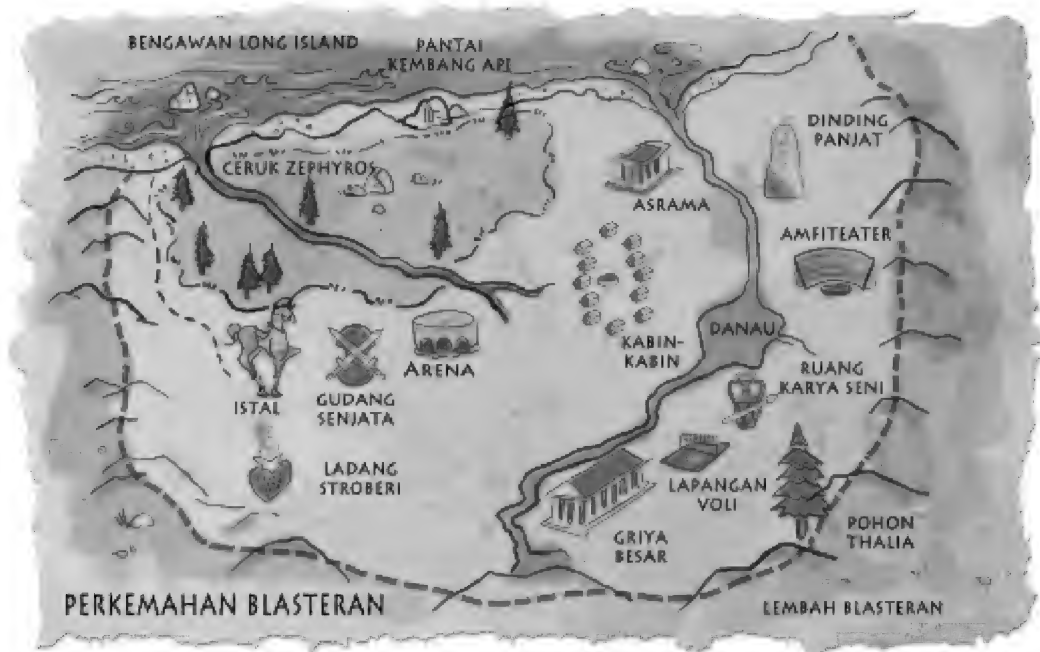 BENGAWAN LONG ISLAND
PANTAI
KEMBANG API
DINDING
PANJAT
CERUK ZEPHYROS
ASRAMA
AMFITEATER
KABIN-
KABIN
DANAU
RUANG
KARYA SENI
ARENA
ISTAL
GUDANG
SENJATA
LADANG
STROBERI
LAPANGAN
VOLI
GRIYA
BESAR
POHON
THALIA
PERKEMAHAN BLASTERAN
LEMBAH BLASTERAN